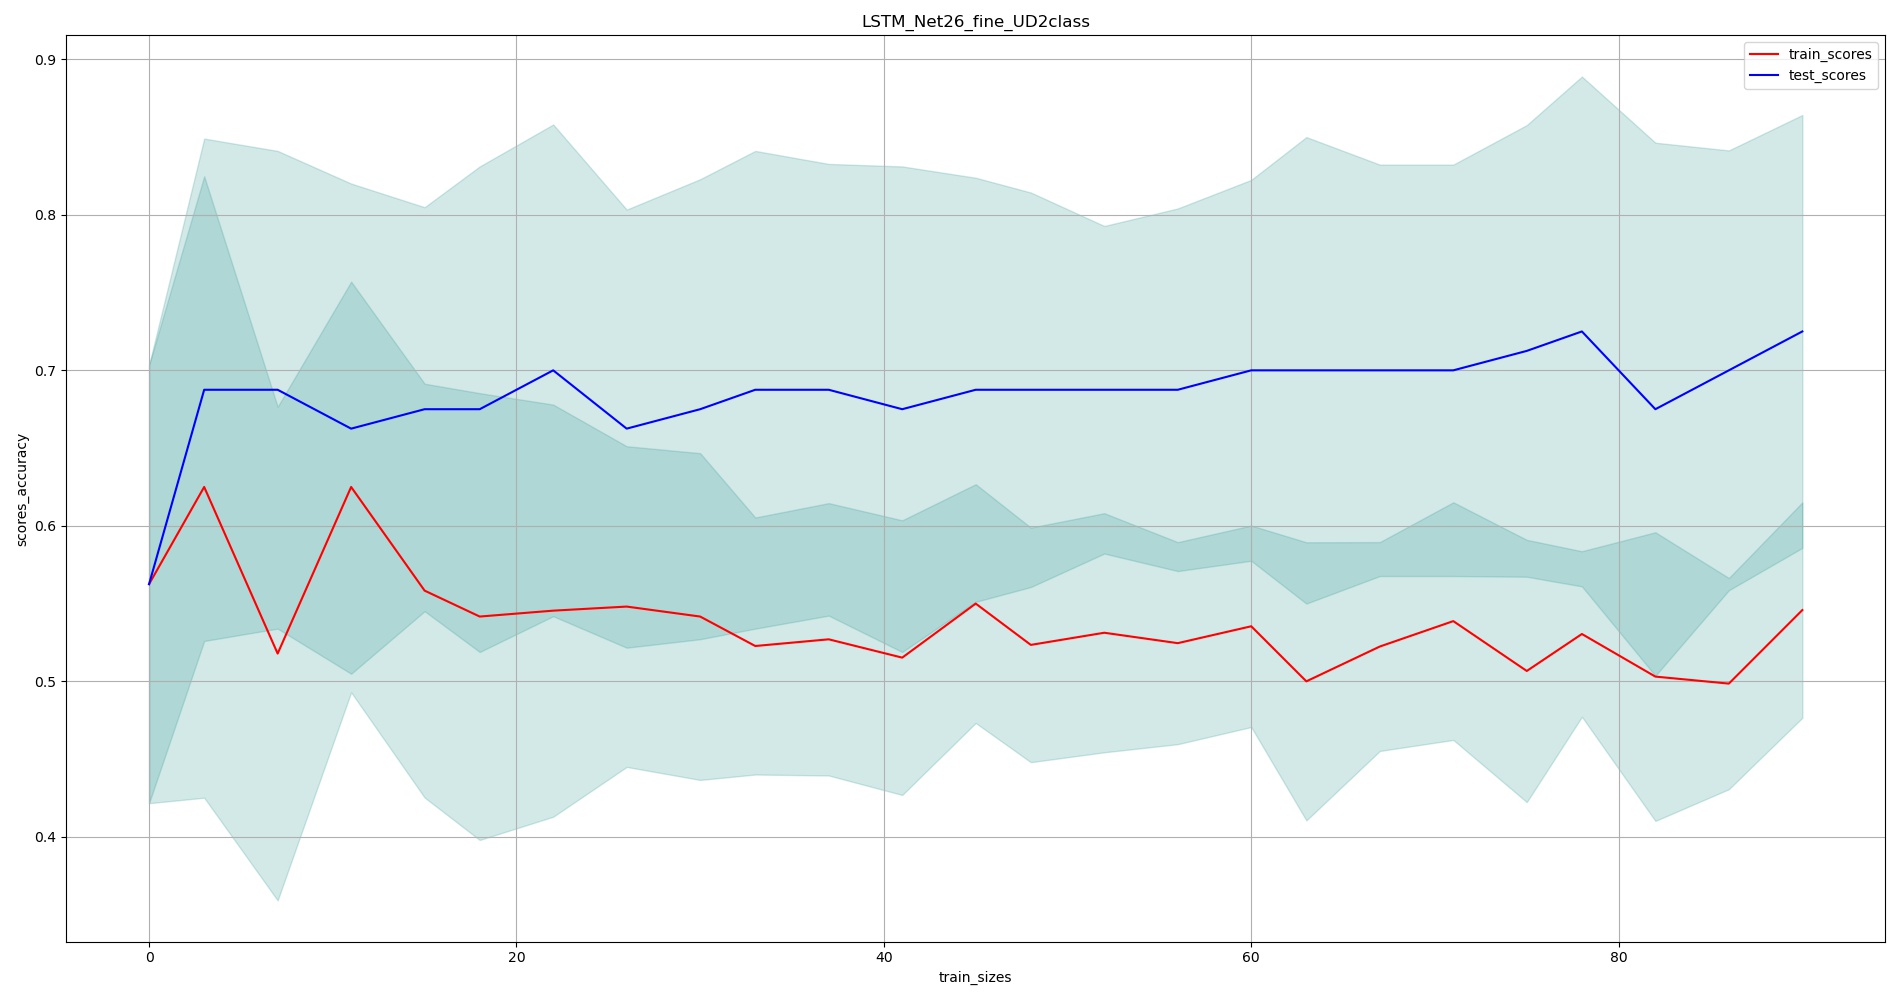 LSTM_Net26_fine_UD2class
train_scores
test_scores
0.9
0.8
0.7
0.6
0.5
0.4
scores_accuracy
0 20 40 60 80
train_sizes